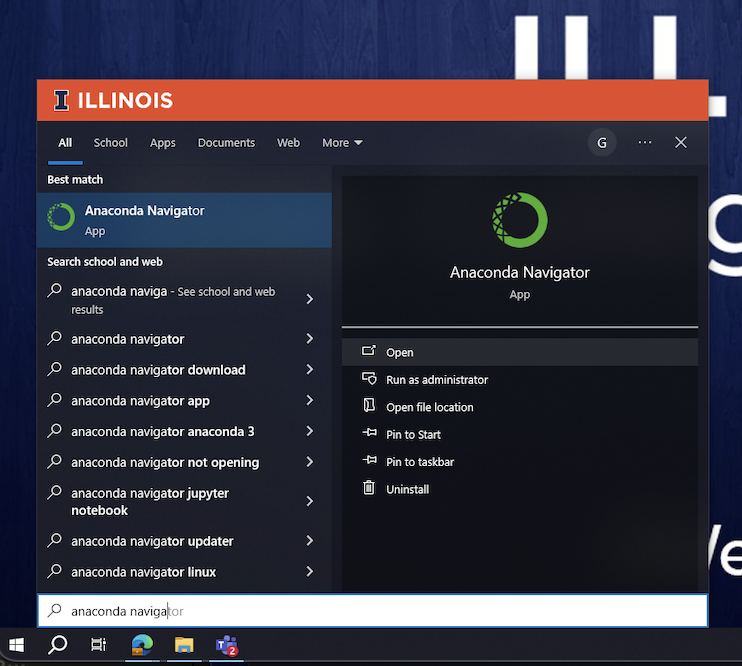 ILL
I ILLINOIS
All School Apps Documents Web More G ... 
Best match
Anaconda Navigator
App
Search school and web
anaconda naviga - See school and web
results
anaconda navigator
anaconda navigator download
anaconda navigator app
anaconda navigator anaconda 3
anaconda navigator not opening
anaconda navigator jupyter
notebook
anaconda navigator updater
anaconda navigator linux
Anaconda Navigator
App
Open
Run as administrator
Open file location
Pin to Start
Pin to taskbar
Uninstall
anaconda navigator
T 2